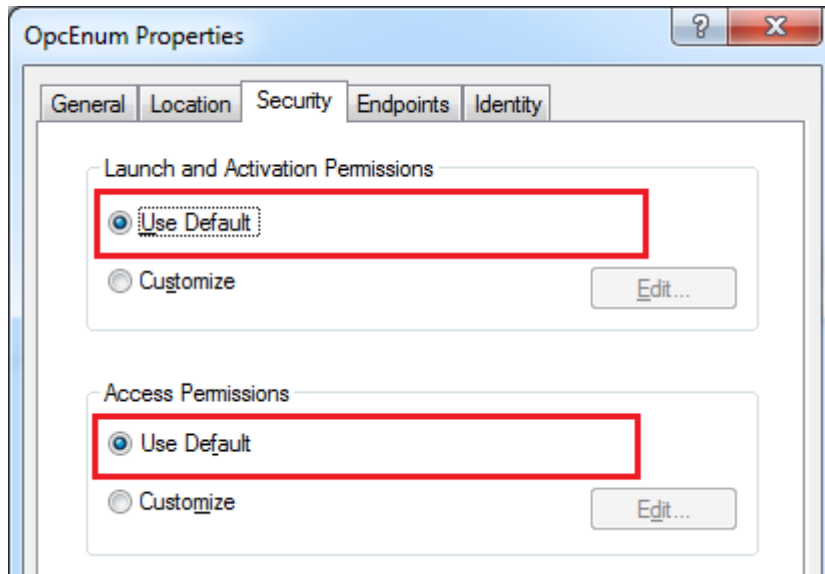 OpcEnum Properties
General Location Security Endpoints Identity
Launch and Activation Permissions
Use Default
Customize
Edit...
Access Permissions
Use Default
Customize
Edit...